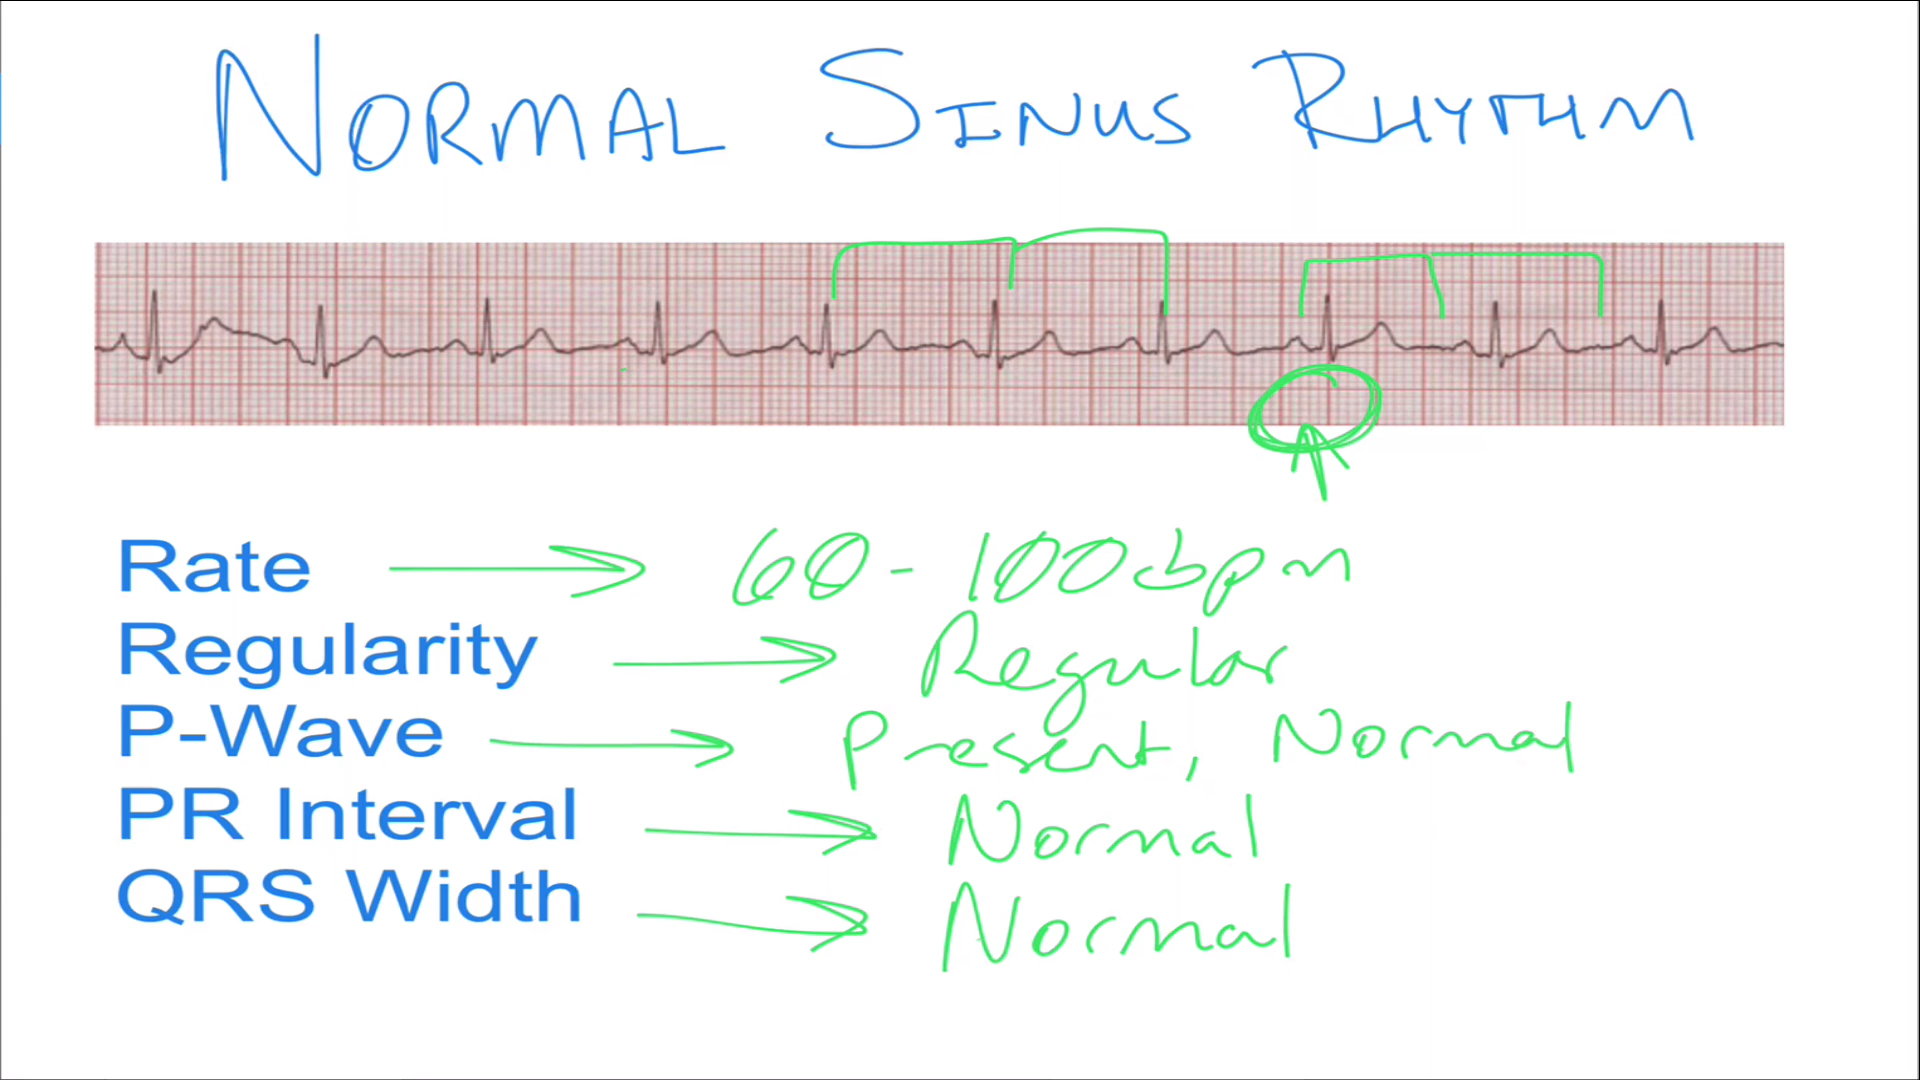 NORMAL SINUS RHYTHM
Rate → 60-100bpm
Regularity → Regular
P-Wave → Present, Normal
PR Interval → Normal
QRS Width → Normal